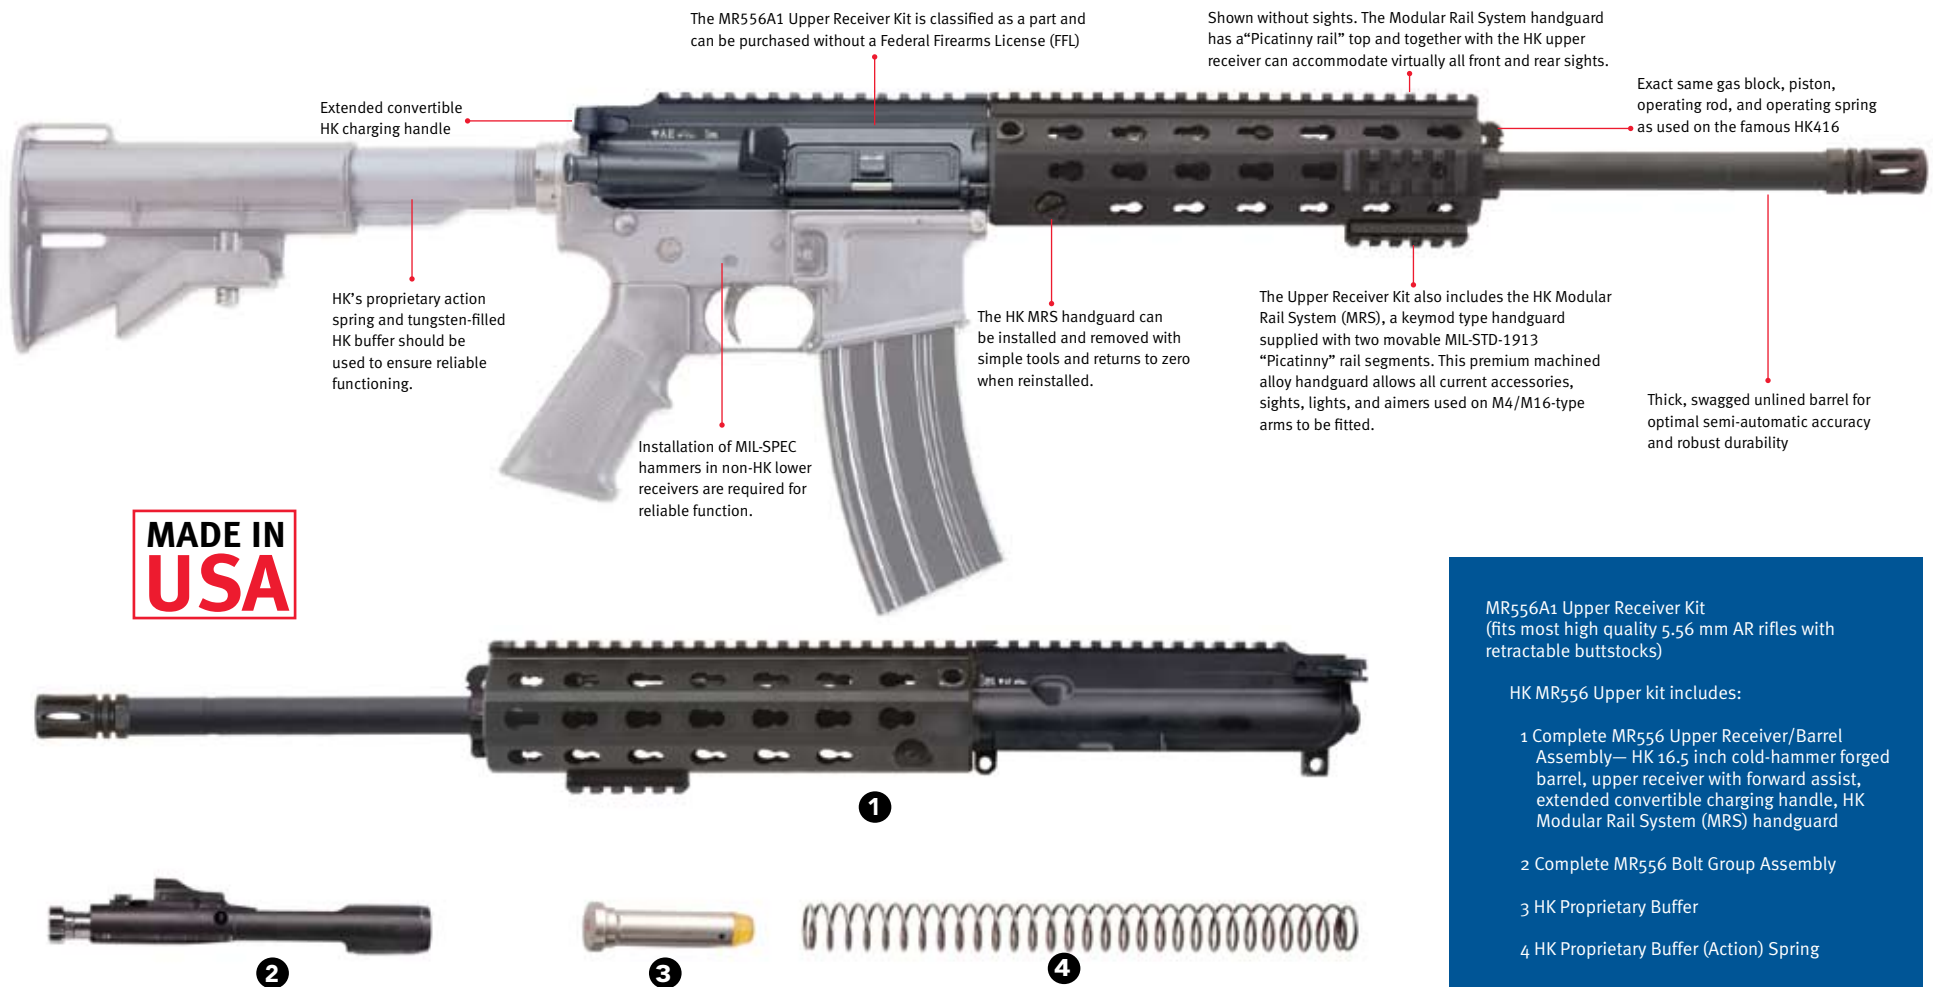 The MR556A1 Upper Receiver Kit is classified as a part and
can be purchased without a Federal Firearms License (FFL)
Shown without sights. The Modular Rail System handguard
has a“Picatinny rail” top and together with the HK upper
receiver can accommodate virtually all front and rear sights.
Exact same gas block, piston,
operating rod, and operating spring
as used on the famous HK416
Extended convertible
HK charging handle
HK’s proprietary action
spring and tungsten-filled
HK buffer should be
used to ensure reliable
functioning.
Installation of MIL-SPEC
hammers in non-HK lower
receivers are required for
reliable function.
The HK MRS handguard can
be installed and removed with
simple tools and returns to zero
when reinstalled.
The Upper Receiver Kit also includes the HK Modular
Rail System (MRS), a keymod type handguard
supplied with two movable MIL-STD-1913
“Picatinny” rail segments. This premium machined
alloy handguard allows all current accessories,
sights, lights, and aimers used on M4/M16-type
arms to be fitted.
Thick, swagged unlined barrel for
optimal semi-automatic accuracy
and robust durability
MADE IN
USA
1
2
3
4
MR556A1 Upper Receiver Kit
(fits most high quality 5.56 mm AR rifles with
retractable buttstocks)
HK MR556 Upper kit includes:
1 Complete MR556 Upper Receiver/Barrel
Assembly— HK 16.5 inch cold-hammer forged
barrel, upper receiver with forward assist,
extended convertible charging handle, HK
Modular Rail System (MRS) handguard
2 Complete MR556 Bolt Group Assembly
3 HK Proprietary Buffer
4 HK Proprietary Buffer (Action) Spring